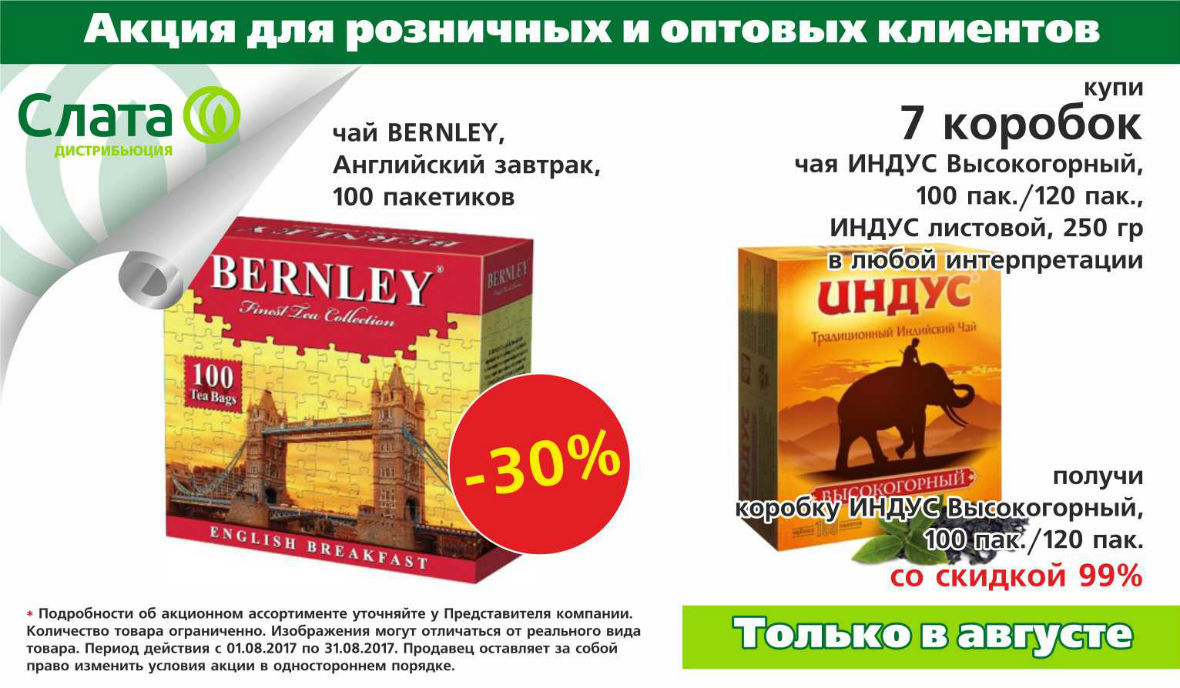 Акция для розничных и оптовых клиентов
Слата
ДИСТРИБЬЮЦИЯ
чай BERNLEY,
Английский завтрак,
100 пакетиков
BERNLEY
BERNLEY®
BERNLEY
Finest Tea Collection
100
Tea Bags
ENGLISH BREAKFAST
-30%
купи
7 коробок
чая ИНДУС Высокогорный,
100 пак./120 пак.,
ИНДУС листовой, 250 гр
в любой интерпретации
ИНДУС®
Традиционный Индийский Чай
ИНДУС
ВЫСОКОГОРНЫЙ
100
получи
коробку ИНДУС Высокогорный,
100 пак./120 пак.
со скидкой 99%
* Подробности об акционном ассортименте уточняйте у Представителя компании.
Количество товара ограниченно. Изображения могут отличаться от реального вида
товара. Период действия с 01.08.2017 по 31.08.2017. Продавец оставляет за собой
право изменить условия акции в одностороннем порядке.
Только в августе